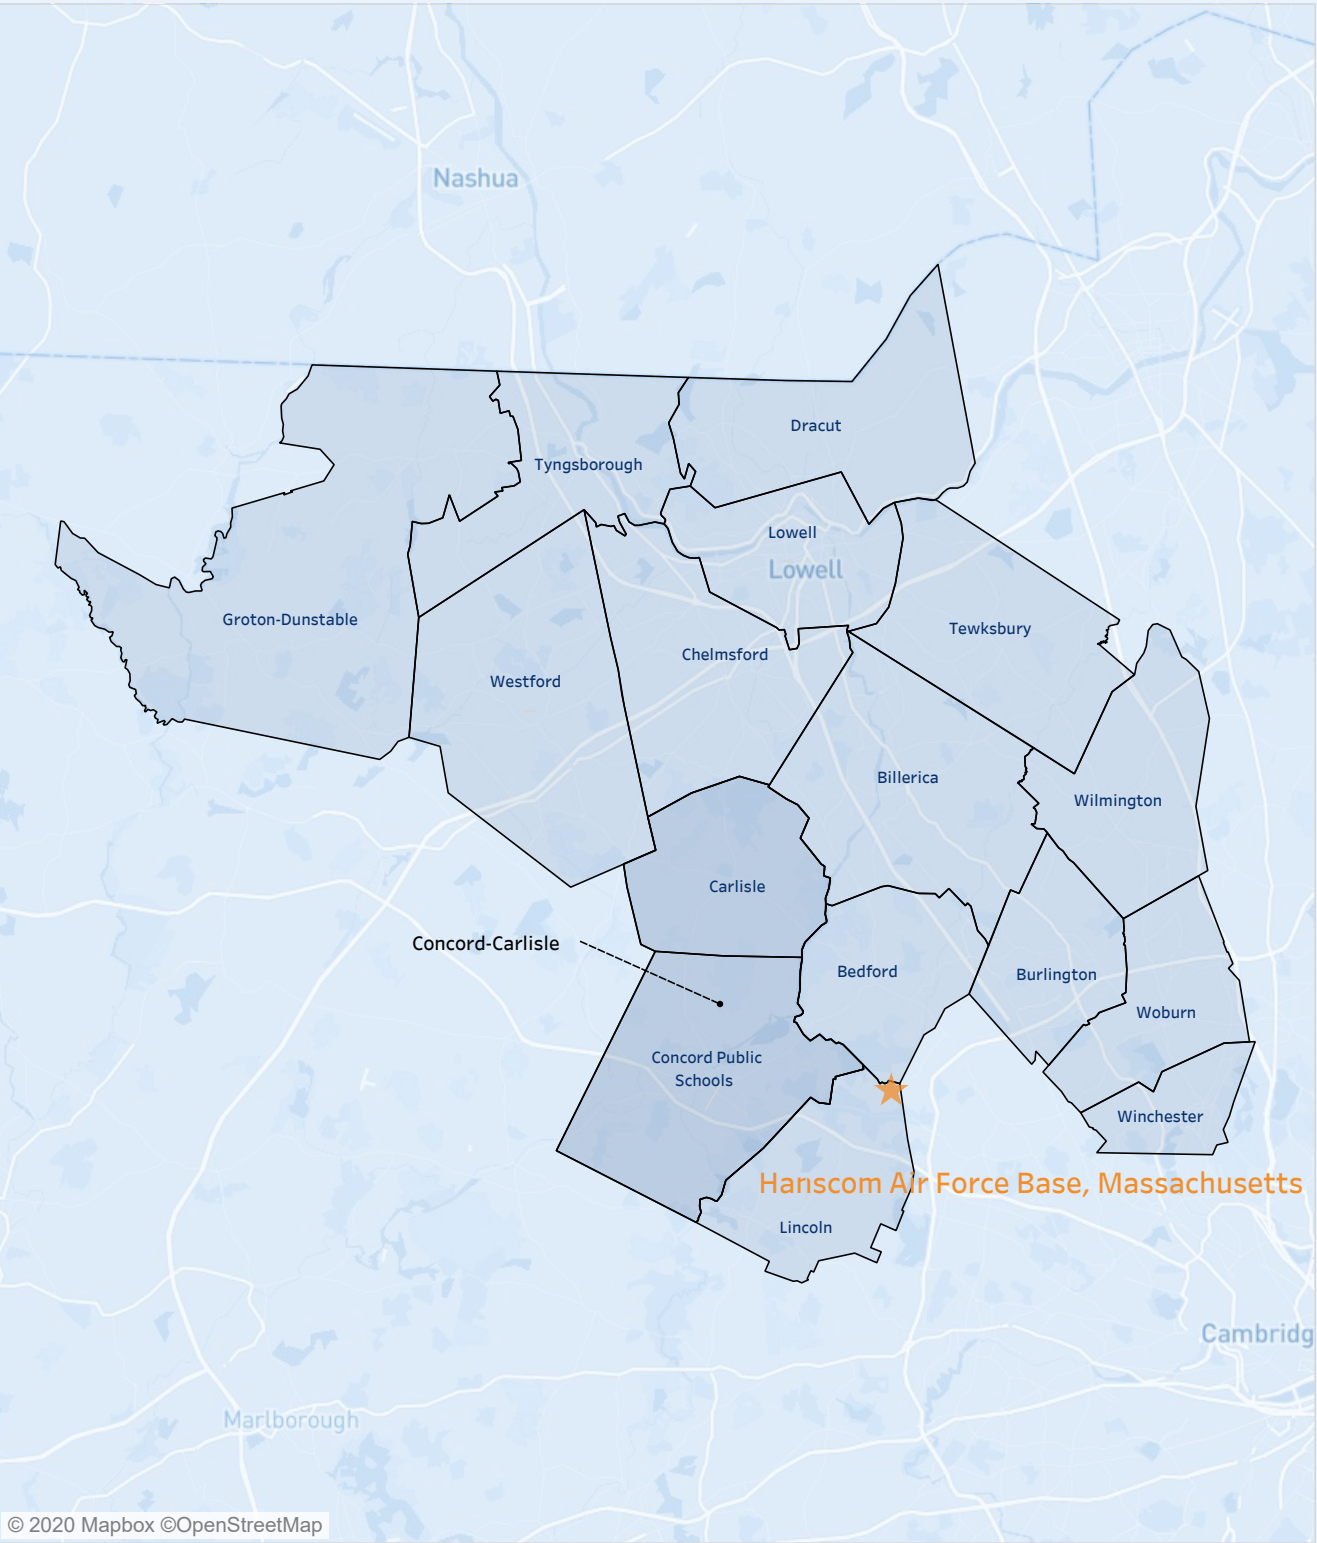 Nashua
Dracut
Tyngsborough
Lowell
Lowell
Groton-Dunstable
Tewksbury
Chelmsford
Westford
Billerica
Wilmington
Carlisle
Concord-Carlisle
Bedford
Burlington
Woburn
Concord Public
Schools
Winchester
Hanscom Air Force Base, Massachusetts
Lincoln
Cambridg
Marlborough
© 2020 Mapbox ©OpenStreetMap